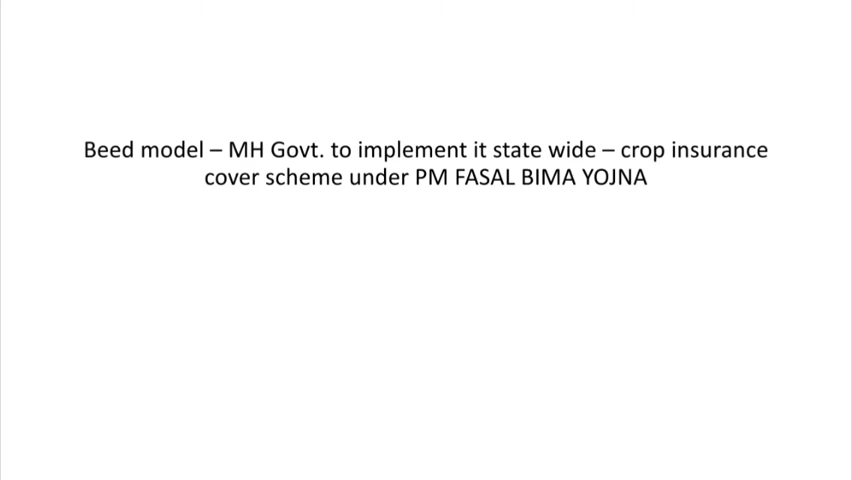 Beed model – MH Govt. to implement it state wide – crop insurance
cover scheme under PM FASAL BIMA YOJNA